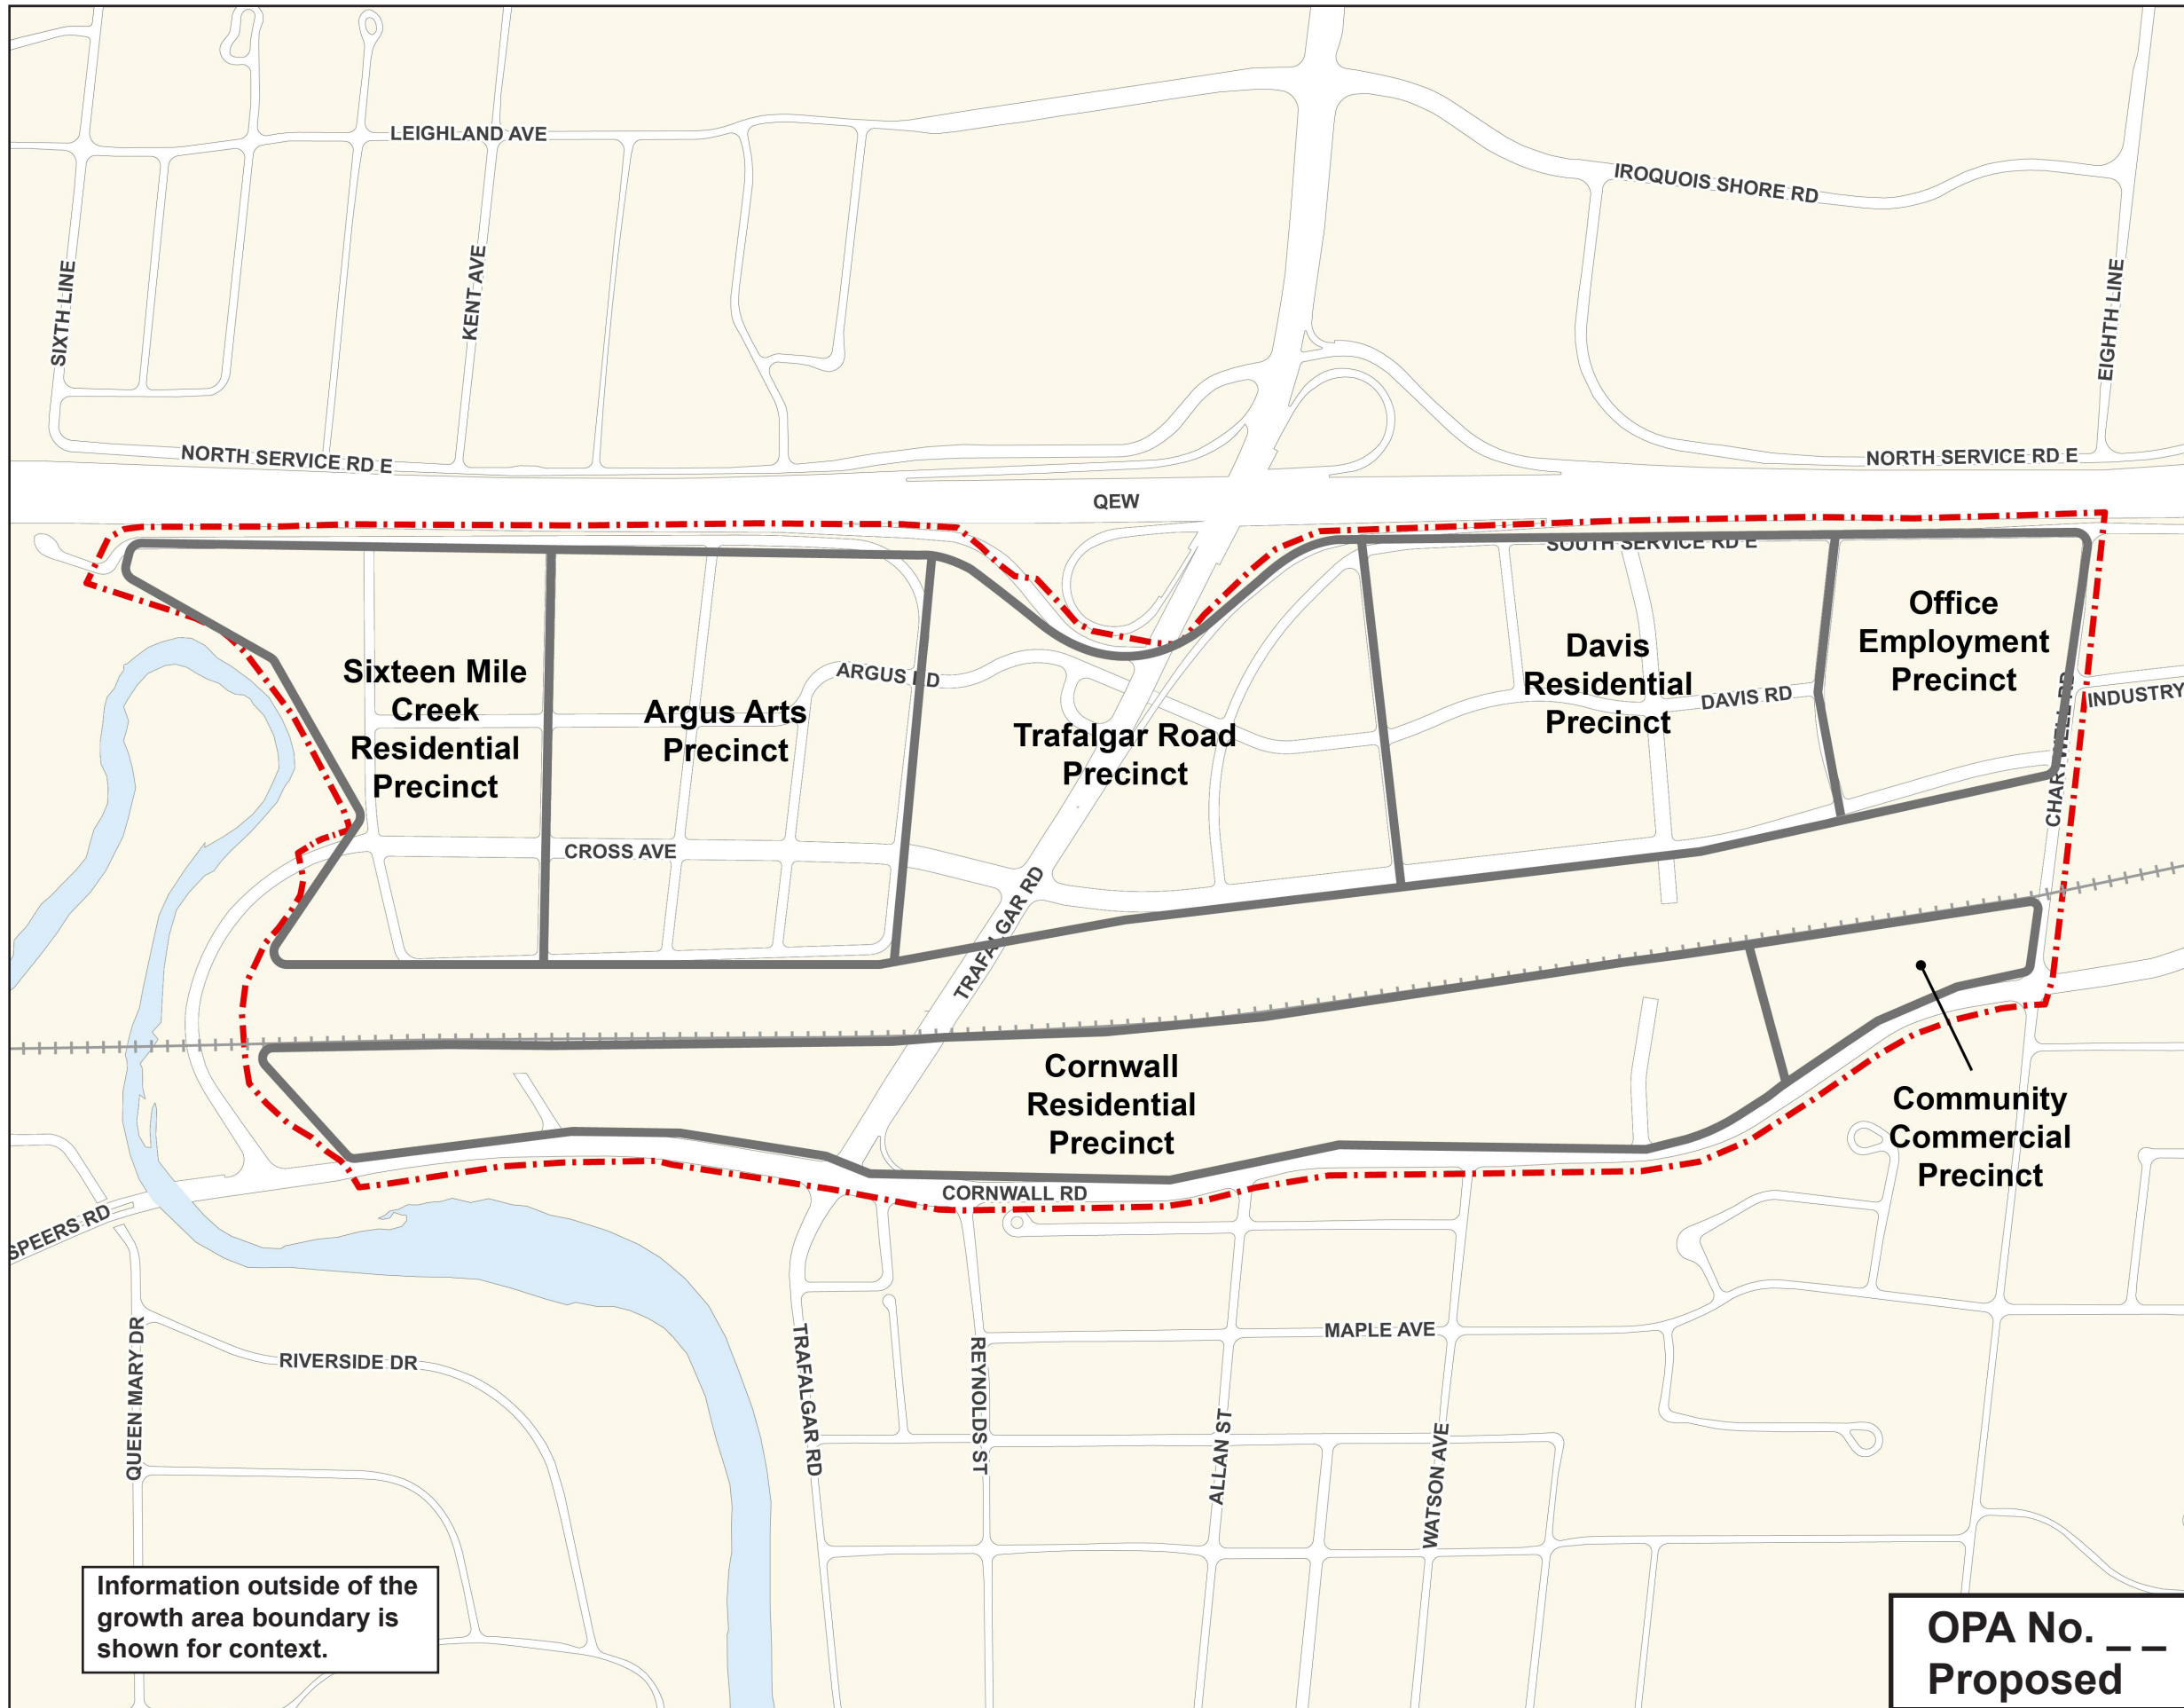 LEIGHLAND AVE
IROQUOIS SHORE RD
SIXTH LINE
KENT AVE
EIGHTH LINE
NORTH SERVICE RD E
NORTH SERVICE RD E
QEW
SOUTH SERVICE RD E
Office
Employment
Precinct
Davis
Residential
Precinct
DAVIS RD
INDUSTRY
Sixteen Mile
Creek
Residential
Precinct
ARGUS RD
Argus Arts
Precinct
Trafalgar Road
Precinct
CHARTWELL RD
CROSS AVE
TRAFALGAR RD
Cornwall
Residential
Precinct
Community
Commercial
Precinct
CORNWALL RD
SPEERS RD
QUEEN MARY DR
RIVERSIDE DR
TRAFALGAR RD
REYNOLDS ST
MAPLE AVE
ALLAN ST
WATSON AVE
Information outside of the
growth area boundary is
shown for context.
OPA No. _ _
Proposed